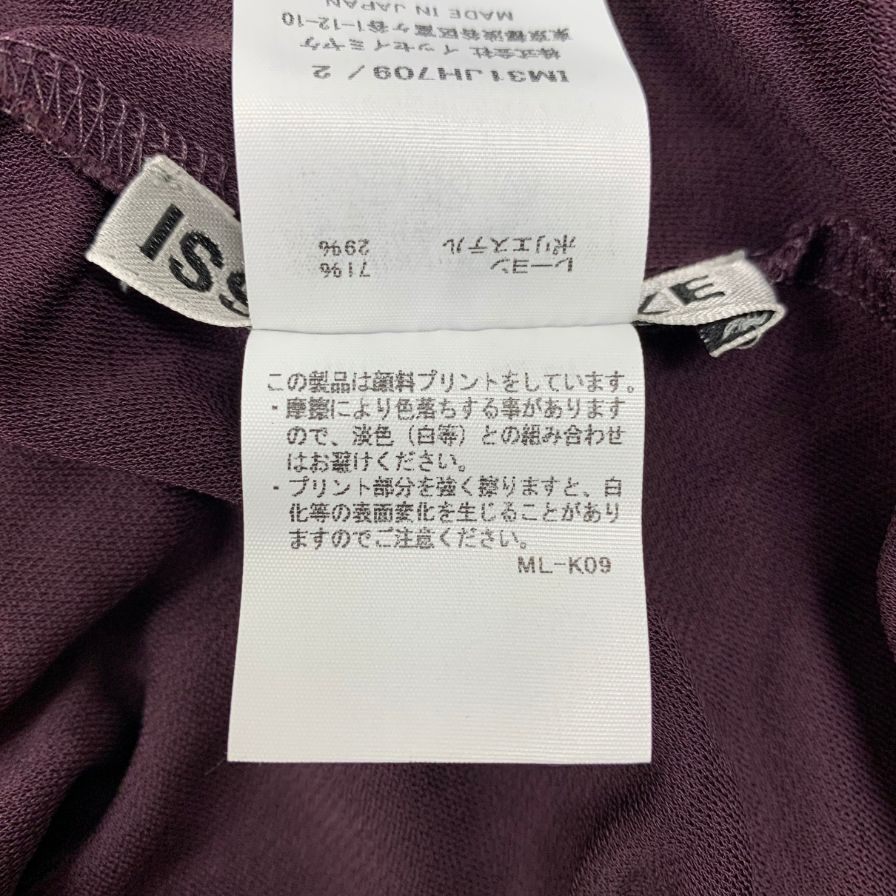 IM31JH709 / 2
株式会社 イッセイミヤケ
東京都渋谷区富ケ谷1-12-10
MADE IN JAPAN
レーヨン 71%
ポリエステル 29%
ISS
KE
この製品は顔料プリントをしています。
・摩擦により色落ちする事があります
ので、淡色（白等）との組み合わせ
はお避けください。
・プリント部分を強く擦りますと、白
化等の表面変化を生じることがあり
ますのでご注意ください。
ML-K09